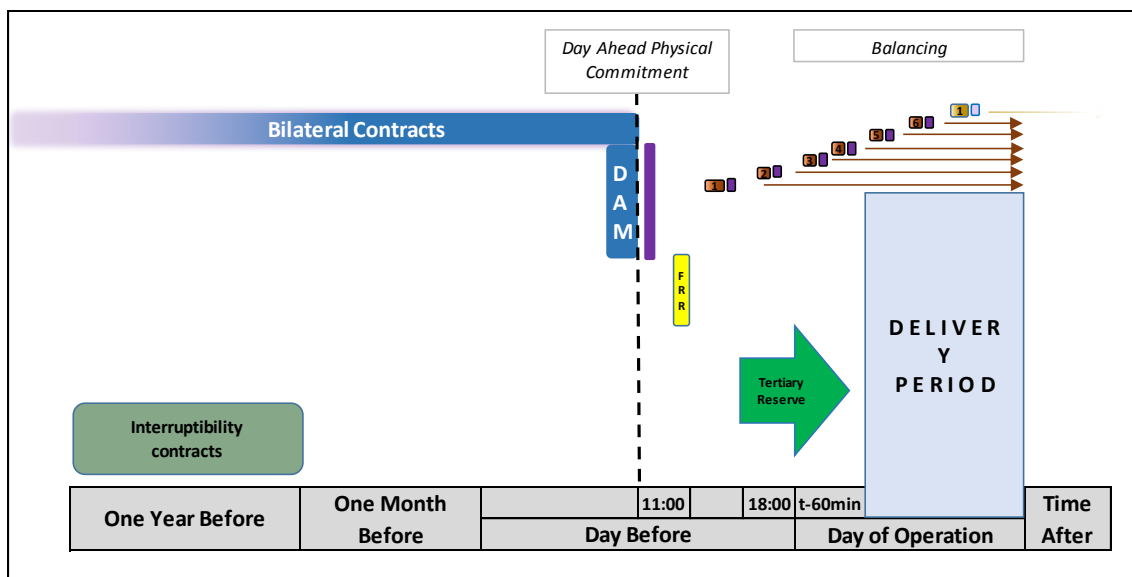 Day Ahead Physical
Commitment
Balancing
Bilateral Contracts
1
6
5
4
3
2
1
D
A
M
F
R
R
D E L I V E R
Y
P E R I O D
Tertiary
Reserve
Interruptibility
contracts
11:00
18:00
t-60min
One Year Before
One Month
Before
Day Before
Day of Operation
Time
After